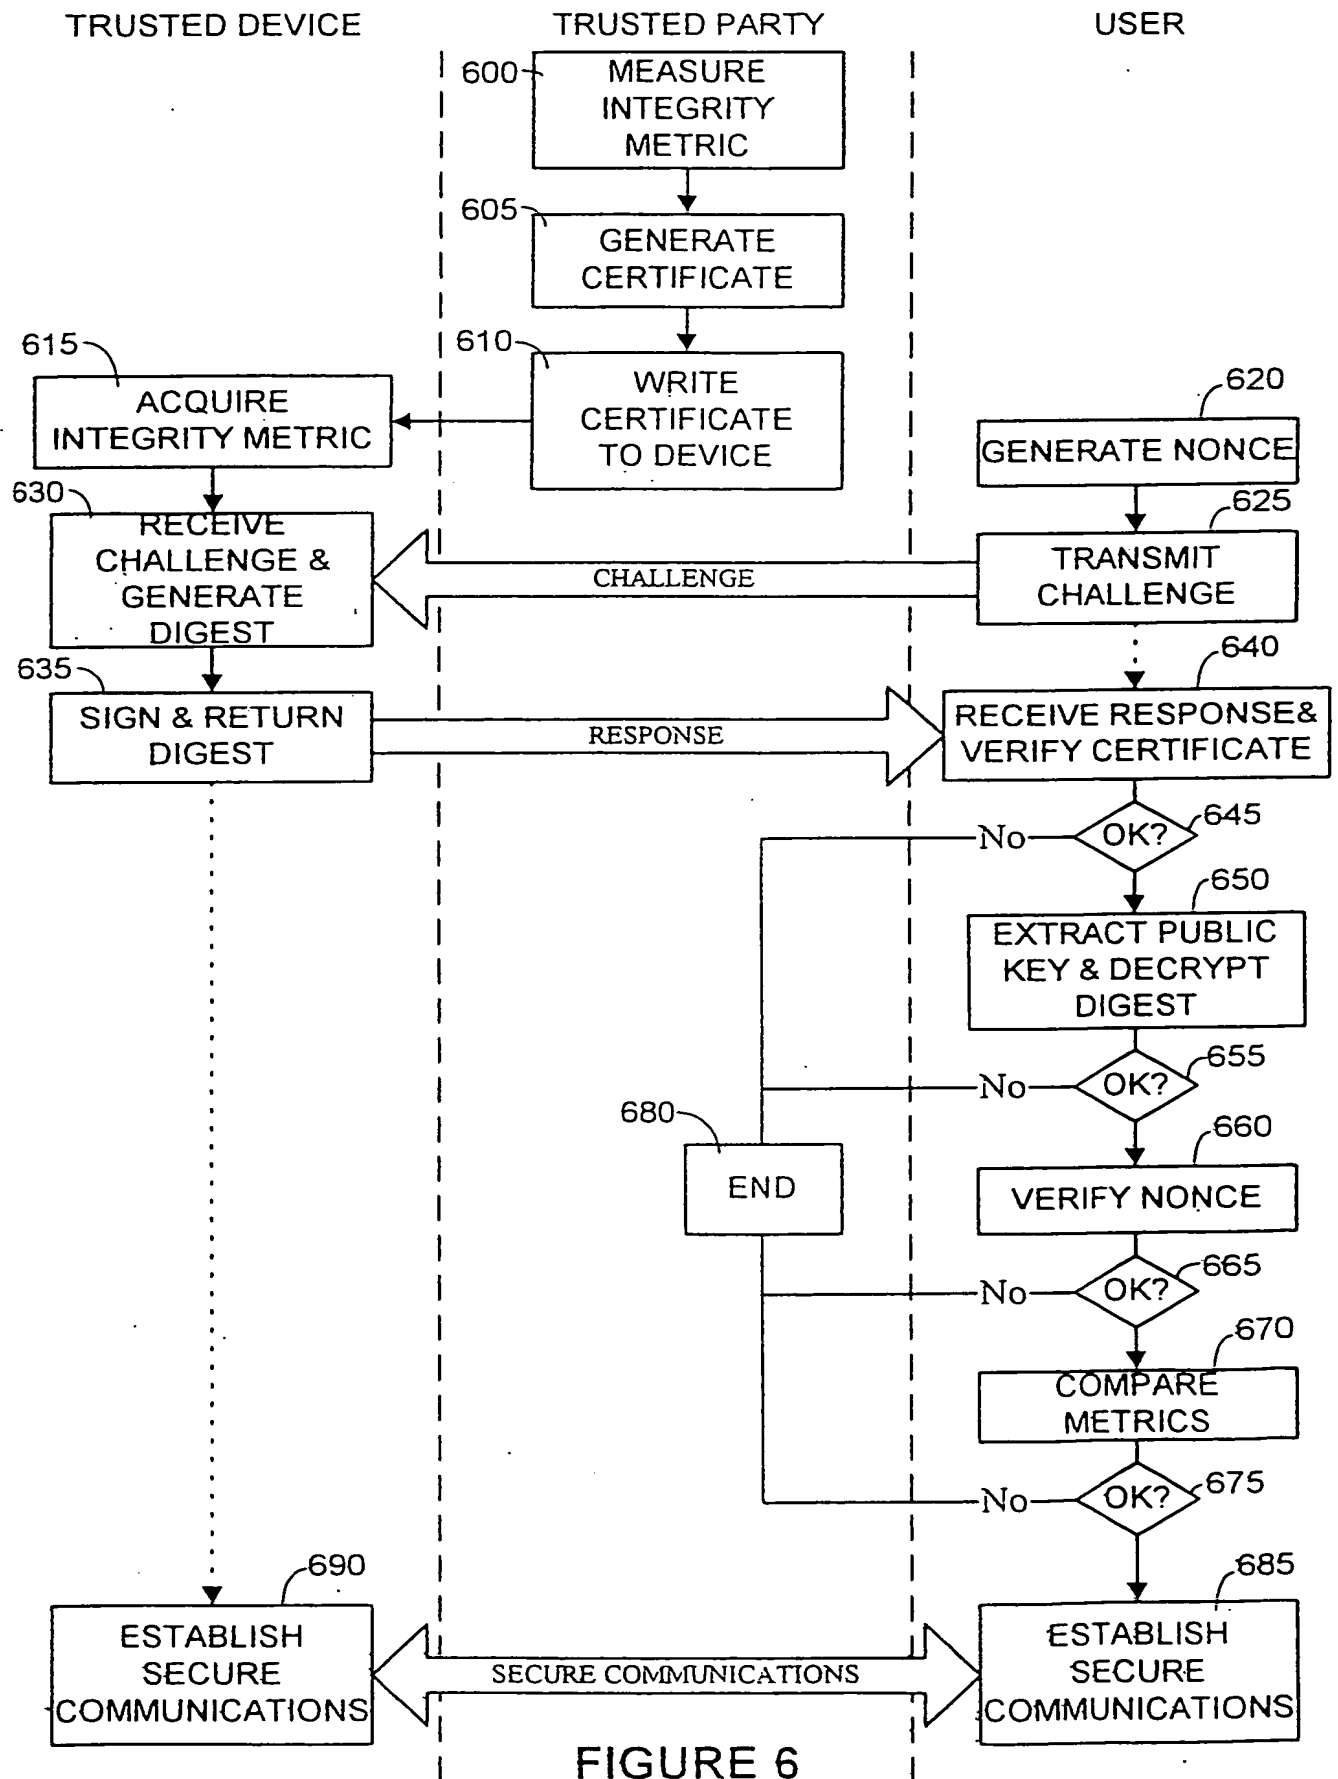 TRUSTED DEVICE
TRUSTED PARTY
USER
600
MEASURE
INTEGRITY
METRIC
605
GENERATE
CERTIFICATE
610
WRITE
CERTIFICATE
TO DEVICE
615
ACQUIRE
INTEGRITY METRIC
620
GENERATE NONCE
625
TRANSMIT
CHALLENGE
CHALLENGE
630
RECEIVE
CHALLENGE &
GENERATE
DIGEST
635
SIGN & RETURN
DIGEST
RESPONSE
640
RECEIVE RESPONSE&
VERIFY CERTIFICATE
645
OK?
No
650
EXTRACT PUBLIC
KEY & DECRYPT
DIGEST
655
OK?
No
680
END
660
VERIFY NONCE
665
OK?
No
670
COMPARE
METRICS
675
OK?
No
690
ESTABLISH
SECURE
COMMUNICATIONS
SECURE COMMUNICATIONS
685
ESTABLISH
SECURE
COMMUNICATIONS
FIGURE 6